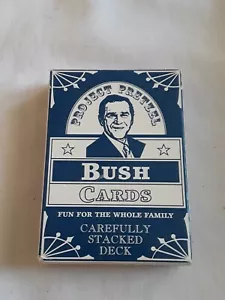 PROJECT PRETZEL
BUSH
CARDS
FUN FOR THE WHOLE FAMILY
CAREFULLY
STACKED
DECK